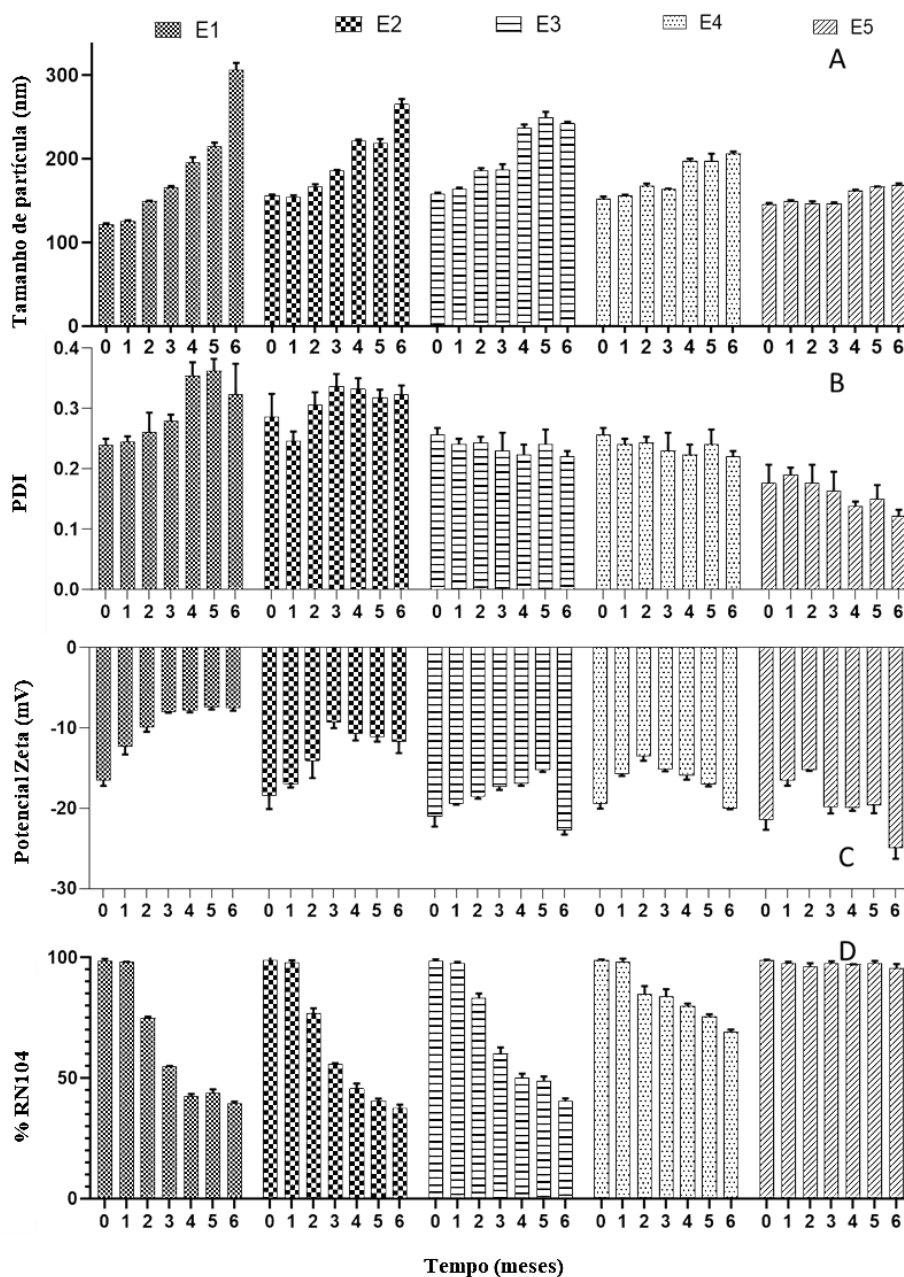 E1 E2 E3 E4 E5
A
Tamanho de partícula (nm)
300
200
100
0
0 1 2 3 4 5 6 0 1 2 3 4 5 6 0 1 2 3 4 5 6 0 1 2 3 4 5 6 0 1 2 3 4 5 6
B
PDI
0.4
0.3
0.2
0.1
0.0
0 1 2 3 4 5 6 0 1 2 3 4 5 6 0 1 2 3 4 5 6 0 1 2 3 4 5 6 0 1 2 3 4 5 6
Potencial Zeta (mV)
0
-10
-20
-30
C
0 1 2 3 4 5 6 0 1 2 3 4 5 6 0 1 2 3 4 5 6 0 1 2 3 4 5 6 0 1 2 3 4 5 6
D
% RN104
100
50
0
0 1 2 3 4 5 6 0 1 2 3 4 5 6 0 1 2 3 4 5 6 0 1 2 3 4 5 6 0 1 2 3 4 5 6
Tempo (meses)